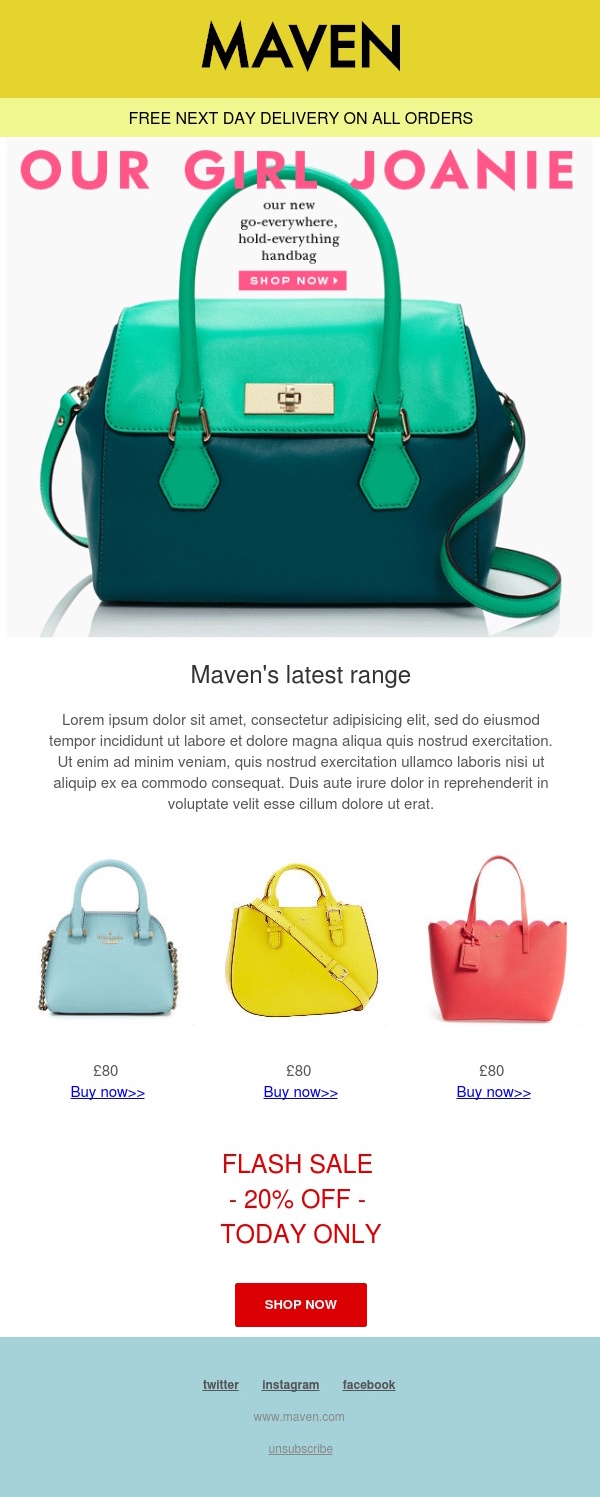 MAVEN
FREE NEXT DAY DELIVERY ON ALL ORDERS
OUR GIRL JOANIE
our new
go-everywhere,
hold-everything
handbag
SHOP NOW
Maven's latest range
Lorem ipsum dolor sit amet, consectetur adipisicing elit, sed do eiusmod
tempor incididunt ut labore et dolore magna aliqua quis nostrud exercitation.
Ut enim ad minim veniam, quis nostrud exercitation ullamco laboris nisi ut
aliquip ex ea commodo consequat. Duis aute irure dolor in reprehenderit in
voluptate velit esse cillum dolore ut erat.
£80 £80 £80
Buy now>> Buy now>> Buy now>>
FLASH SALE
- 20% OFF -
TODAY ONLY
SHOP NOW
twitter instagram facebook
www.maven.com
unsubscribe